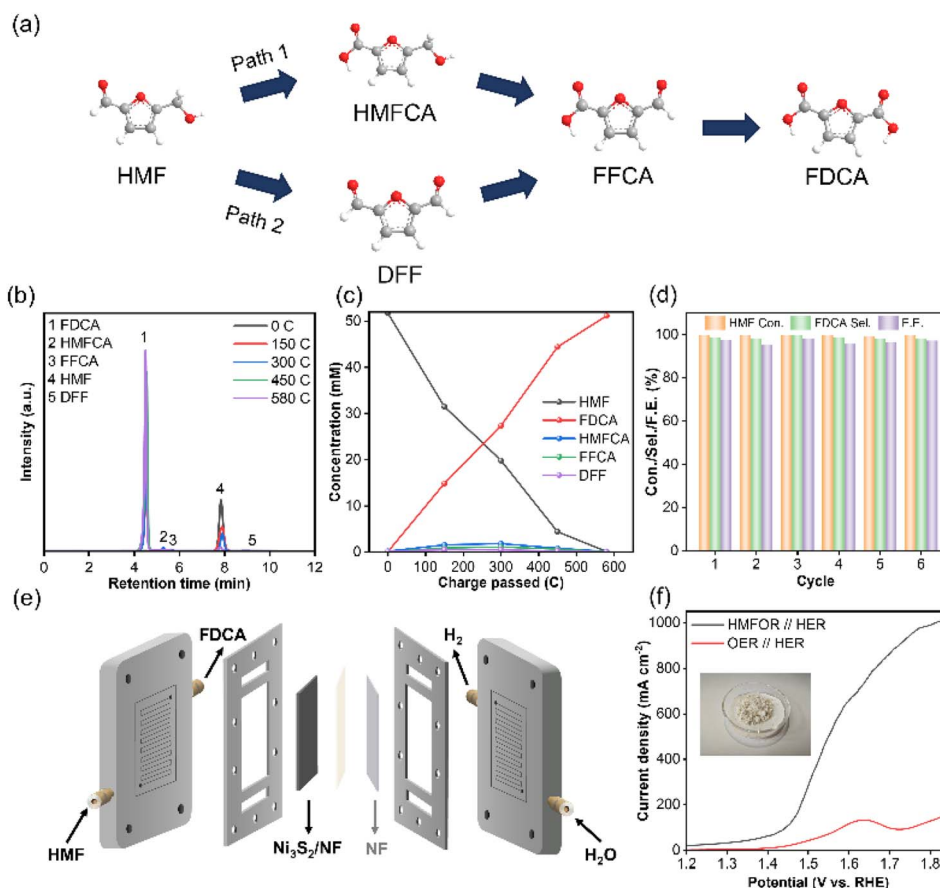 (a)
Path 1
HMFCA
HMF
FFCA
FDCA
Path 2
DFF
(b)
1 FDCA
2 HMFCA
3 FFCA
4 HMF
5 DFF
1
0 C
150 C
300 C
450 C
580 C
4
2
3
5
Intensity (a.u.)
0 2 4 6 8 10 12
Retention time (min)
(c)
50
40
30
20
10
0
Concentration (mM)
HMF
FDCA
HMFCA
FFCA
DFF
0 100 200 300 400 500 600
Charge passed (C)
(d)
HMF Con. FDCA Sel. F.F.
100
80
60
40
20
0
Con./Sel./F.E. (%)
1 2 3 4 5 6
Cycle
(e)
FDCA
H₂
HMF
Ni₃S₂/NF
NF
H₂O
(f)
HMFOR // HER
OER // HER
1000
800
600
400
200
0
Current density (mA cm⁻²)
1.2 1.3 1.4 1.5 1.6 1.7 1.8
Potential (V vs. RHE)